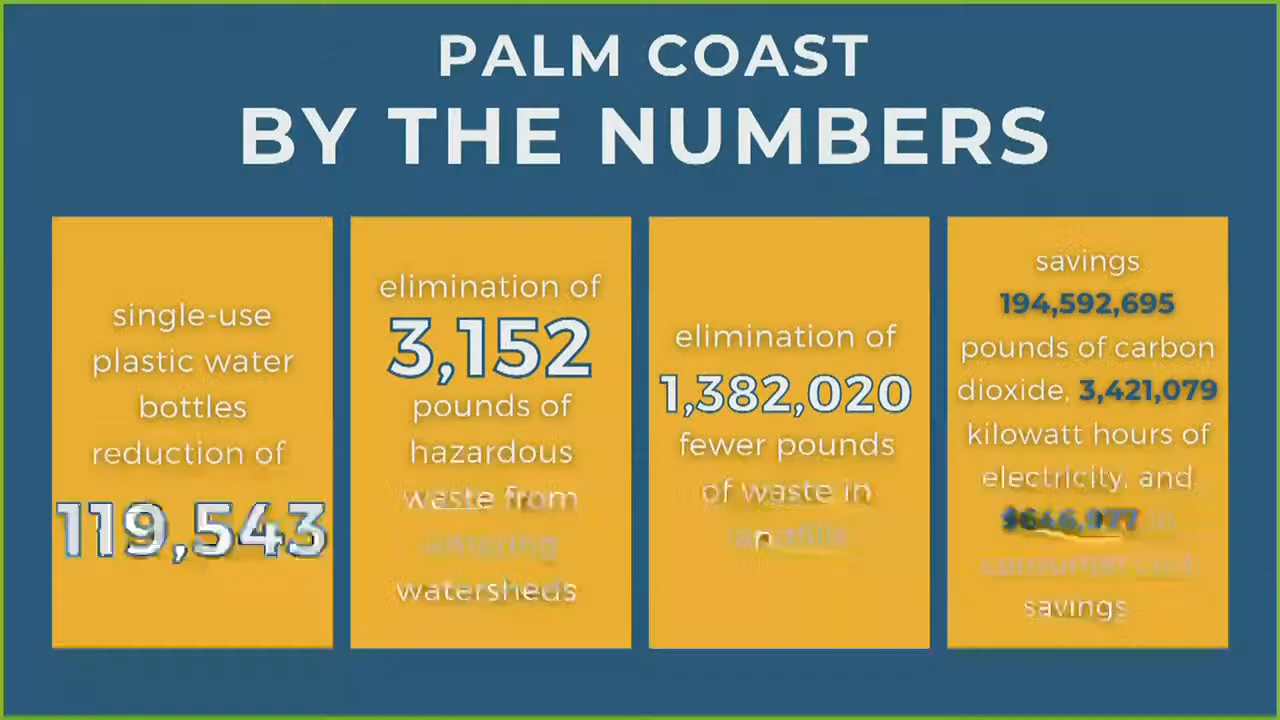 PALM COAST
BY THE NUMBERS
single-use
plastic water
bottles
reduction of
119,543
elimination of
3,152
pounds of
hazardous
waste from
watersheds
elimination of
1,382,020
fewer pounds
of waste in
savings
194,592,695
pounds of carbon
dioxide, 3,421,079
kilowatt hours of
electricity, and
savings